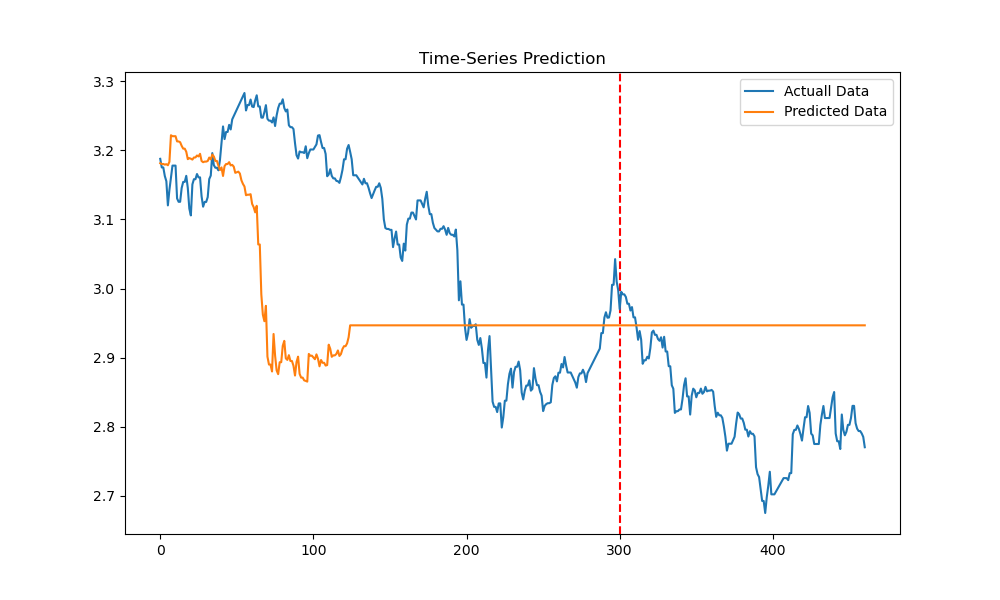 Time-Series Prediction
Actuall Data
Predicted Data
3.3
3.2
3.1
3.0
2.9
2.8
2.7
0 100 200 300 400